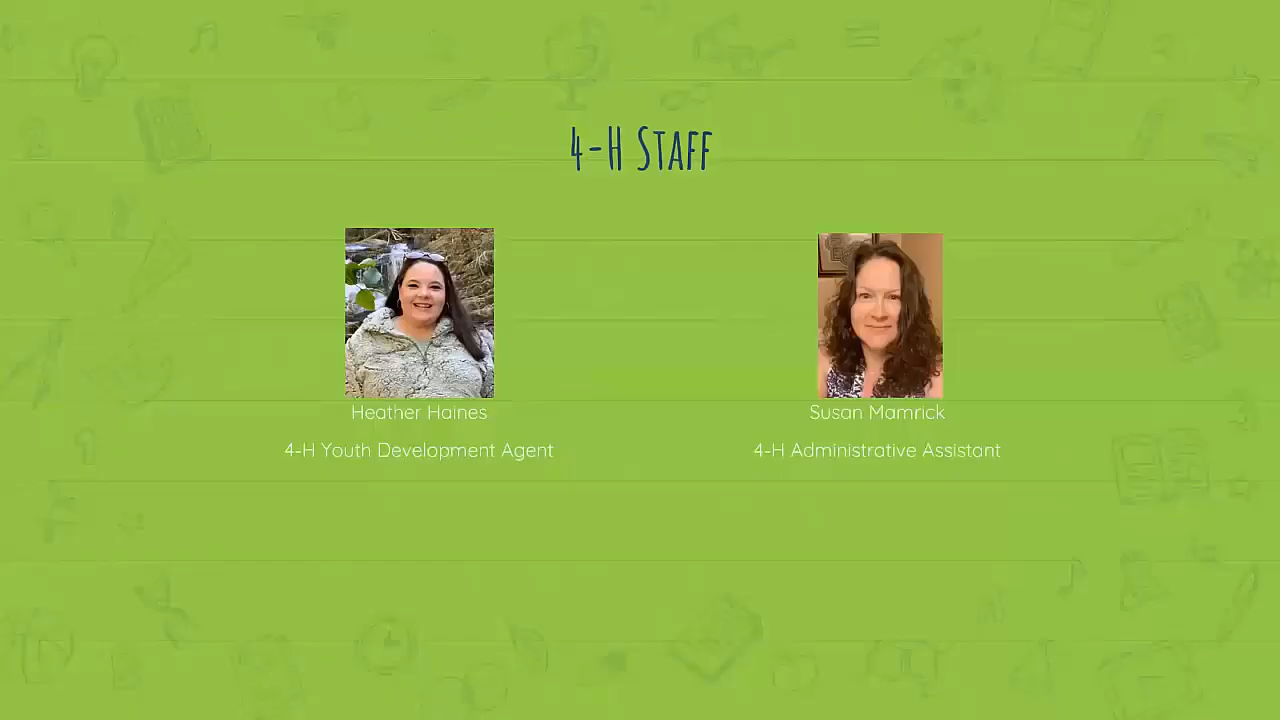 4-H Staff
Heather Haines
Susan Mamrick
4-H Youth Development Agent
4-H Administrative Assistant